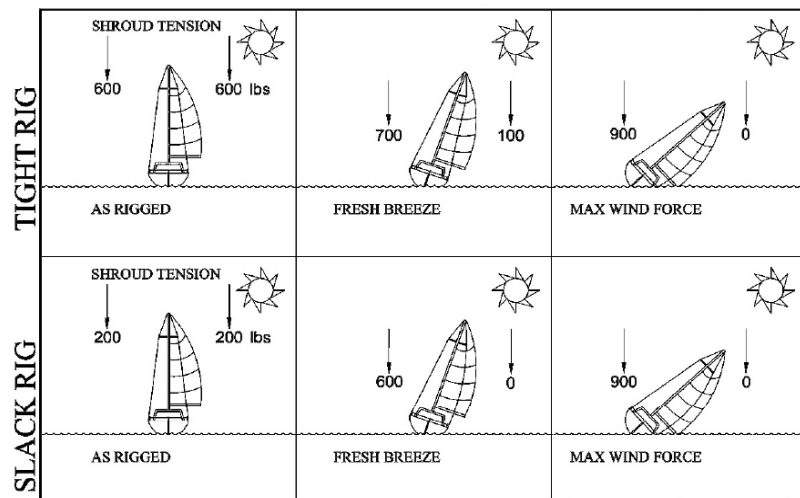 TIGHT RIG
SHROUD TENSION
600
600 lbs
AS RIGGED
700
100
FRESH BREEZE
900
0
MAX WIND FORCE
SLACK RIG
SHROUD TENSION
200
200 lbs
AS RIGGED
600
0
FRESH BREEZE
900
0
MAX WIND FORCE